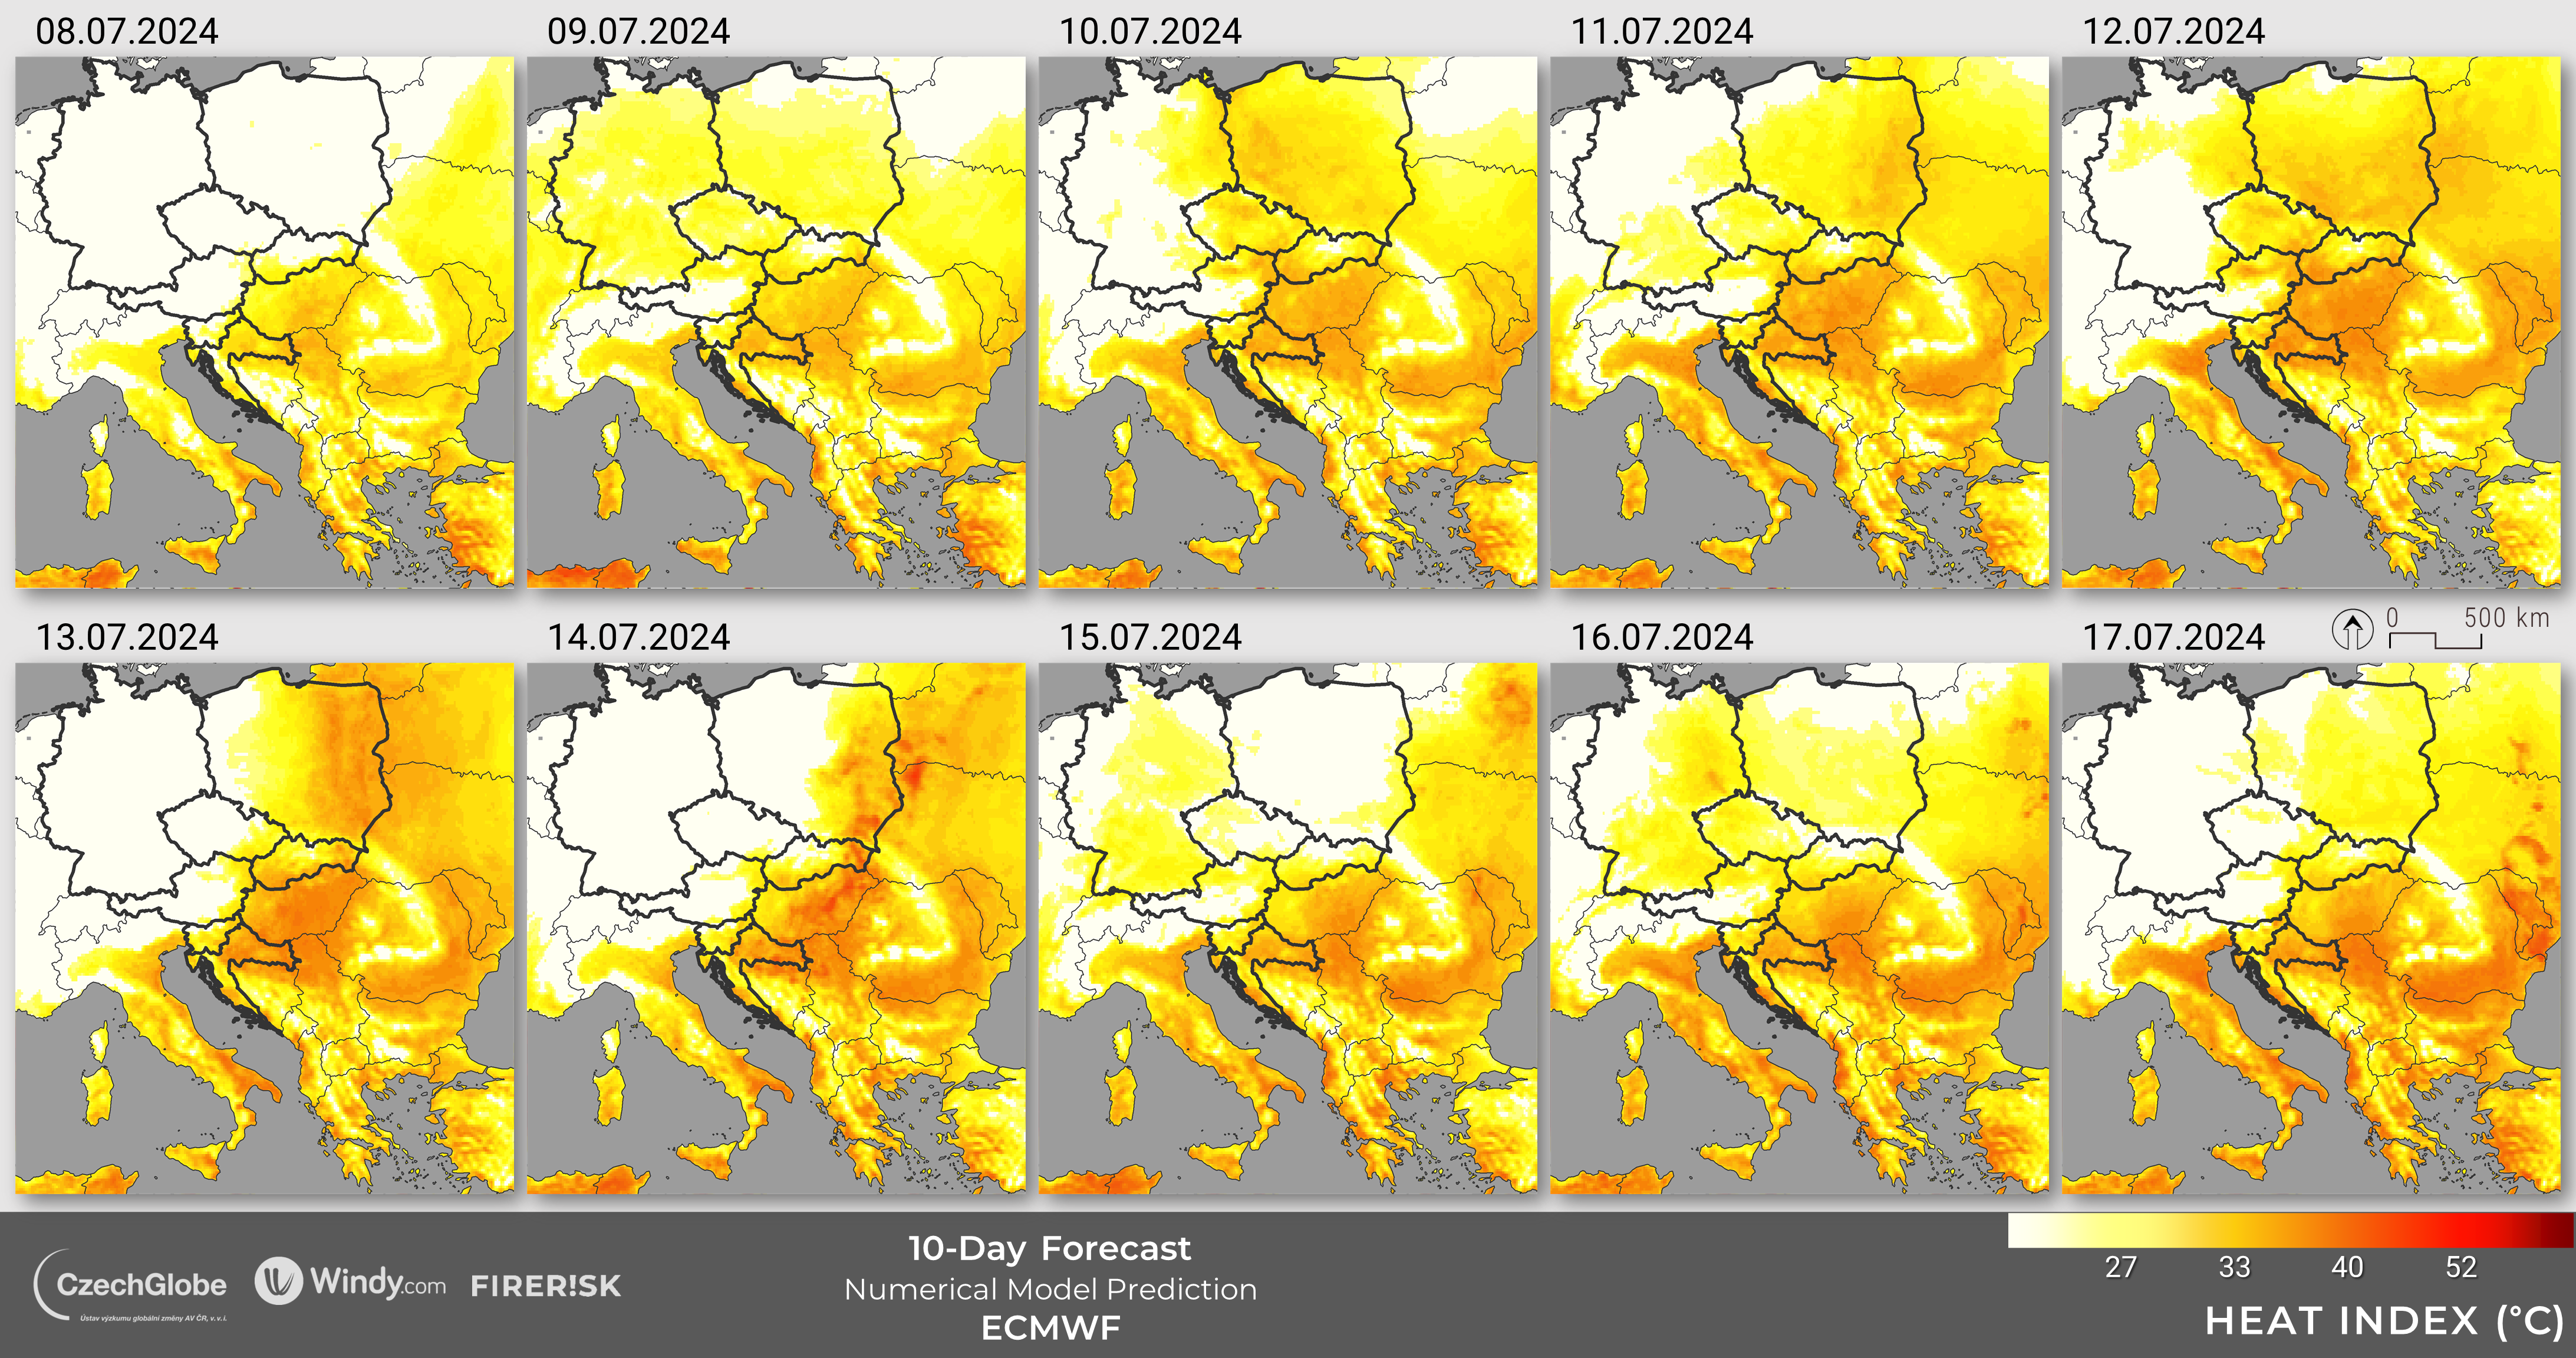 08.07.2024
09.07.2024
10.07.2024
11.07.2024
12.07.2024
0 500 km
13.07.2024
14.07.2024
15.07.2024
16.07.2024
17.07.2024
CzechGlobe
Ústav výzkumu globální změny AV ČR, v. v. i.
Windy.com
FIRER!SK
10-Day Forecast
Numerical Model Prediction
ECMWF
27 33 40 52
HEAT INDEX (°C)